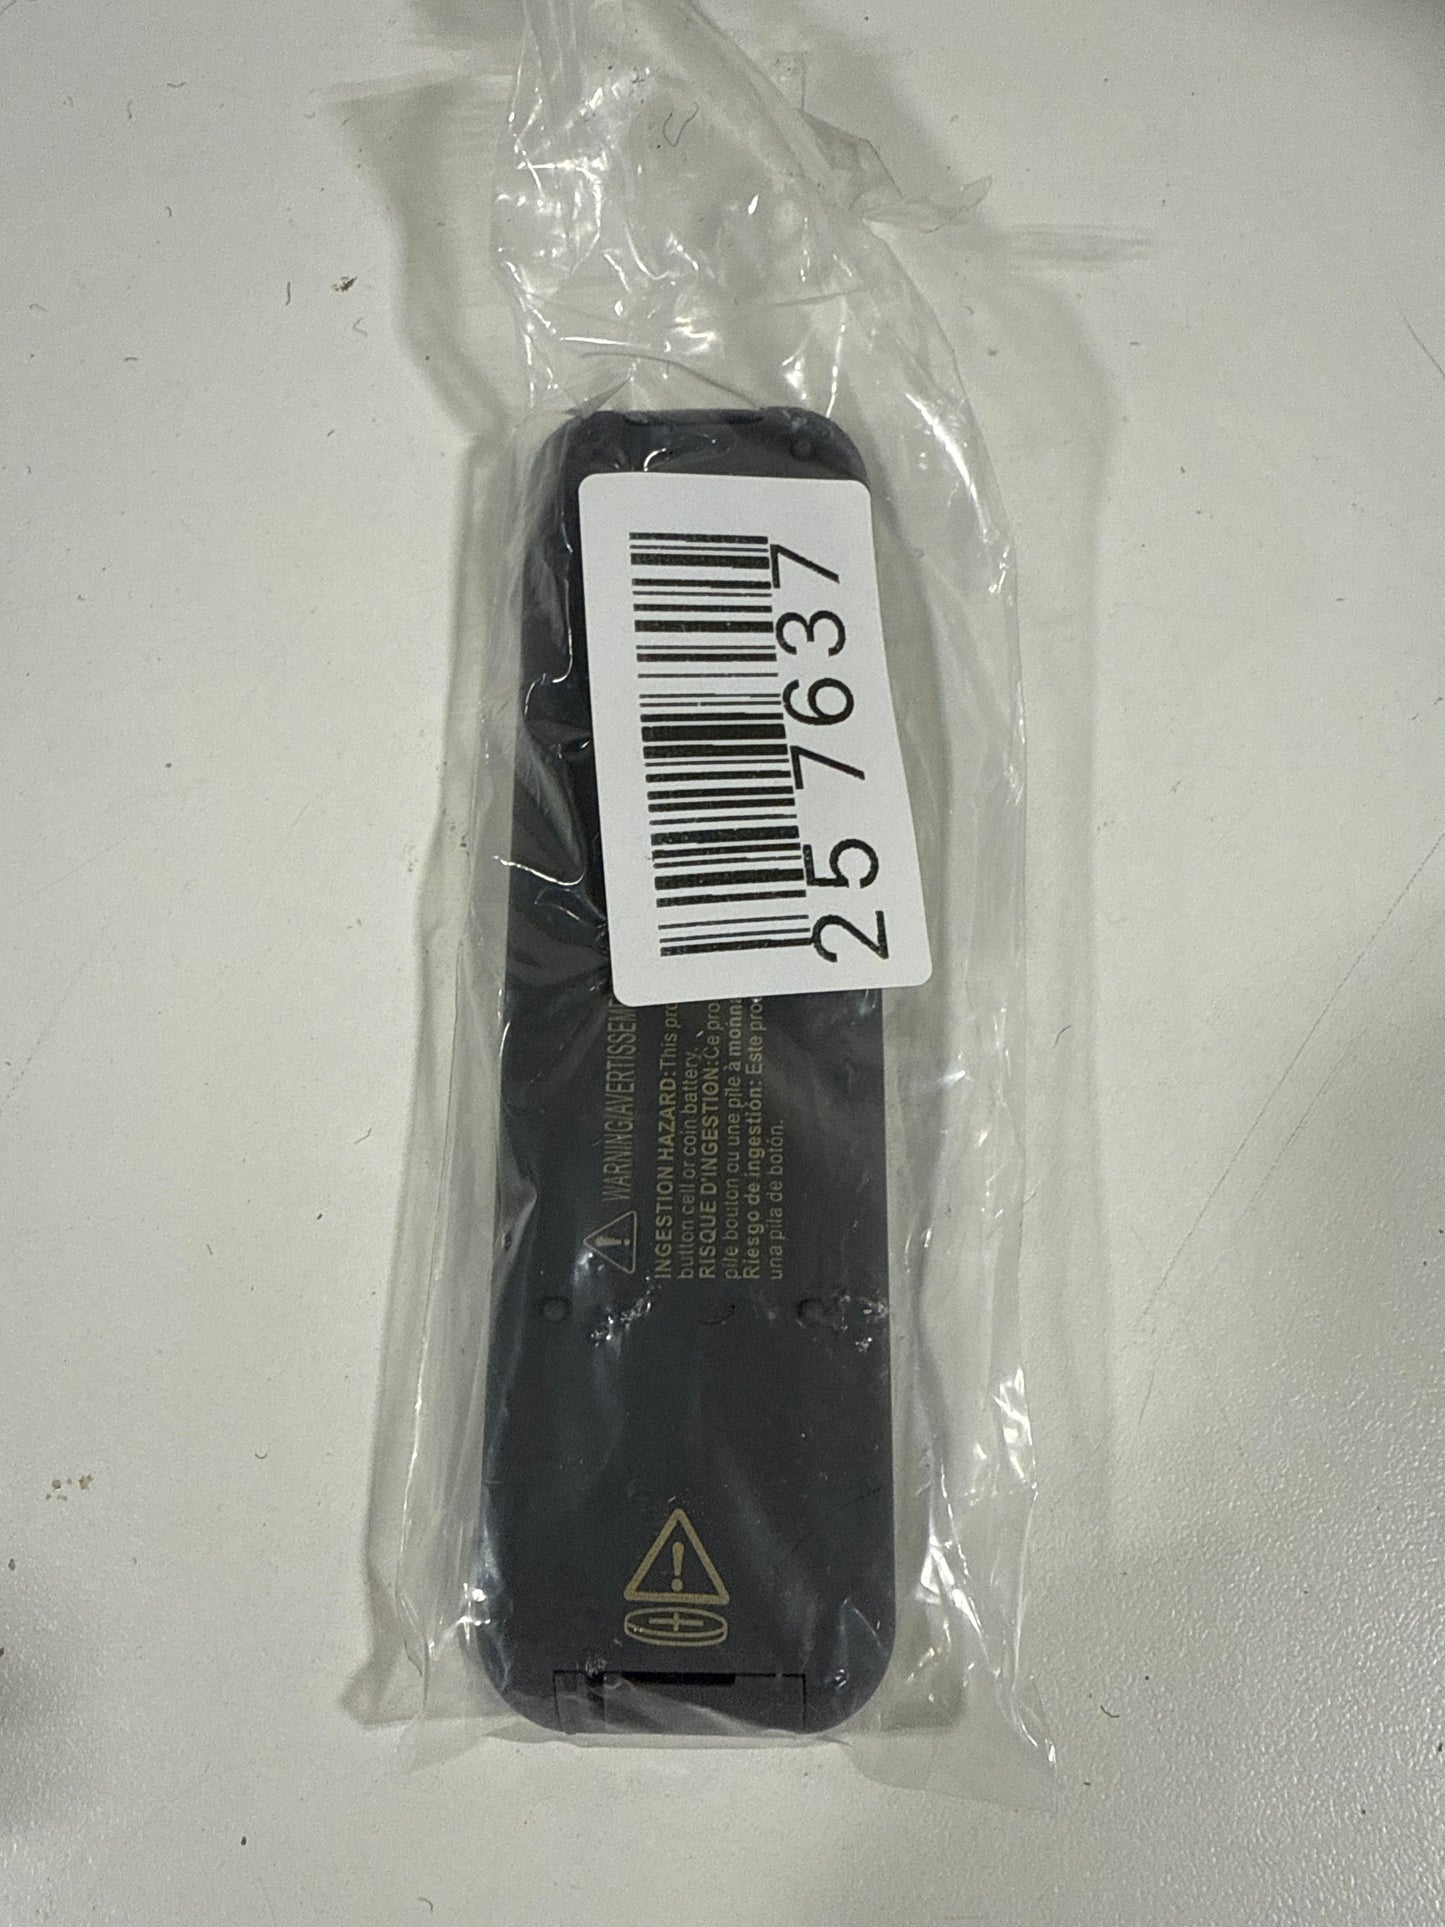 25 7637
WARNING/AVERTISSEM
INGESTION HAZARD:This pro
button cell or coin battery.
RISQUE D'INGESTION:Ce pro
pile bouton ou une pile à monna
Riesgo de ingestión: Este pro
una pila de botón.